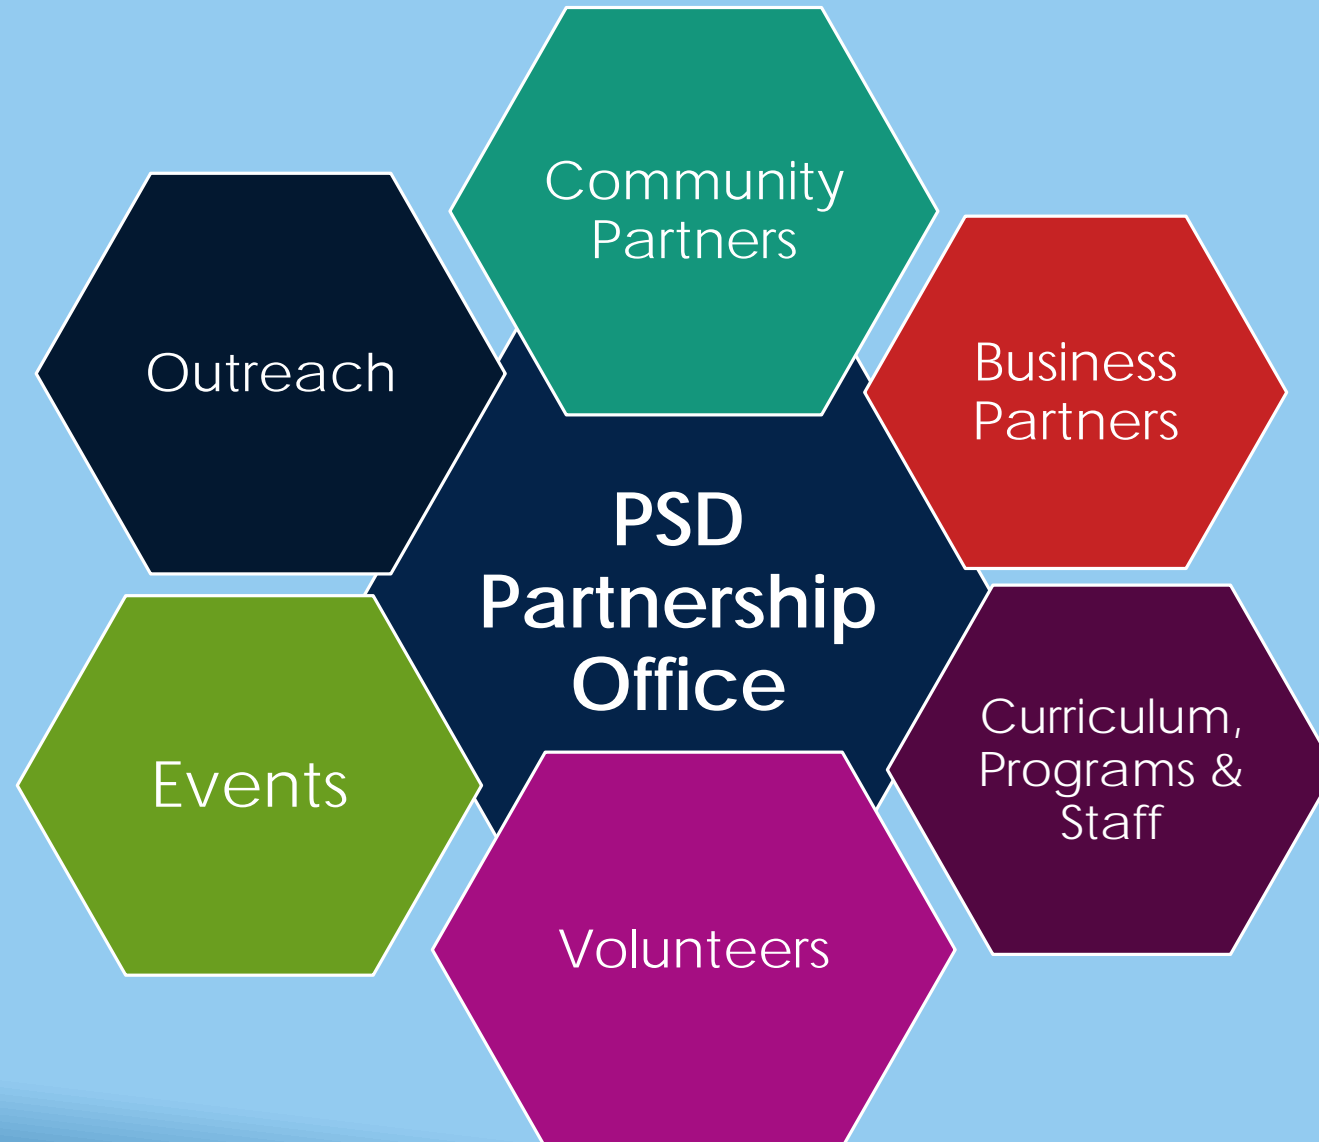 Community
Partners
Outreach
Business
Partners
PSD
Partnership
Office
Curriculum,
Programs &
Staff
Events
Volunteers